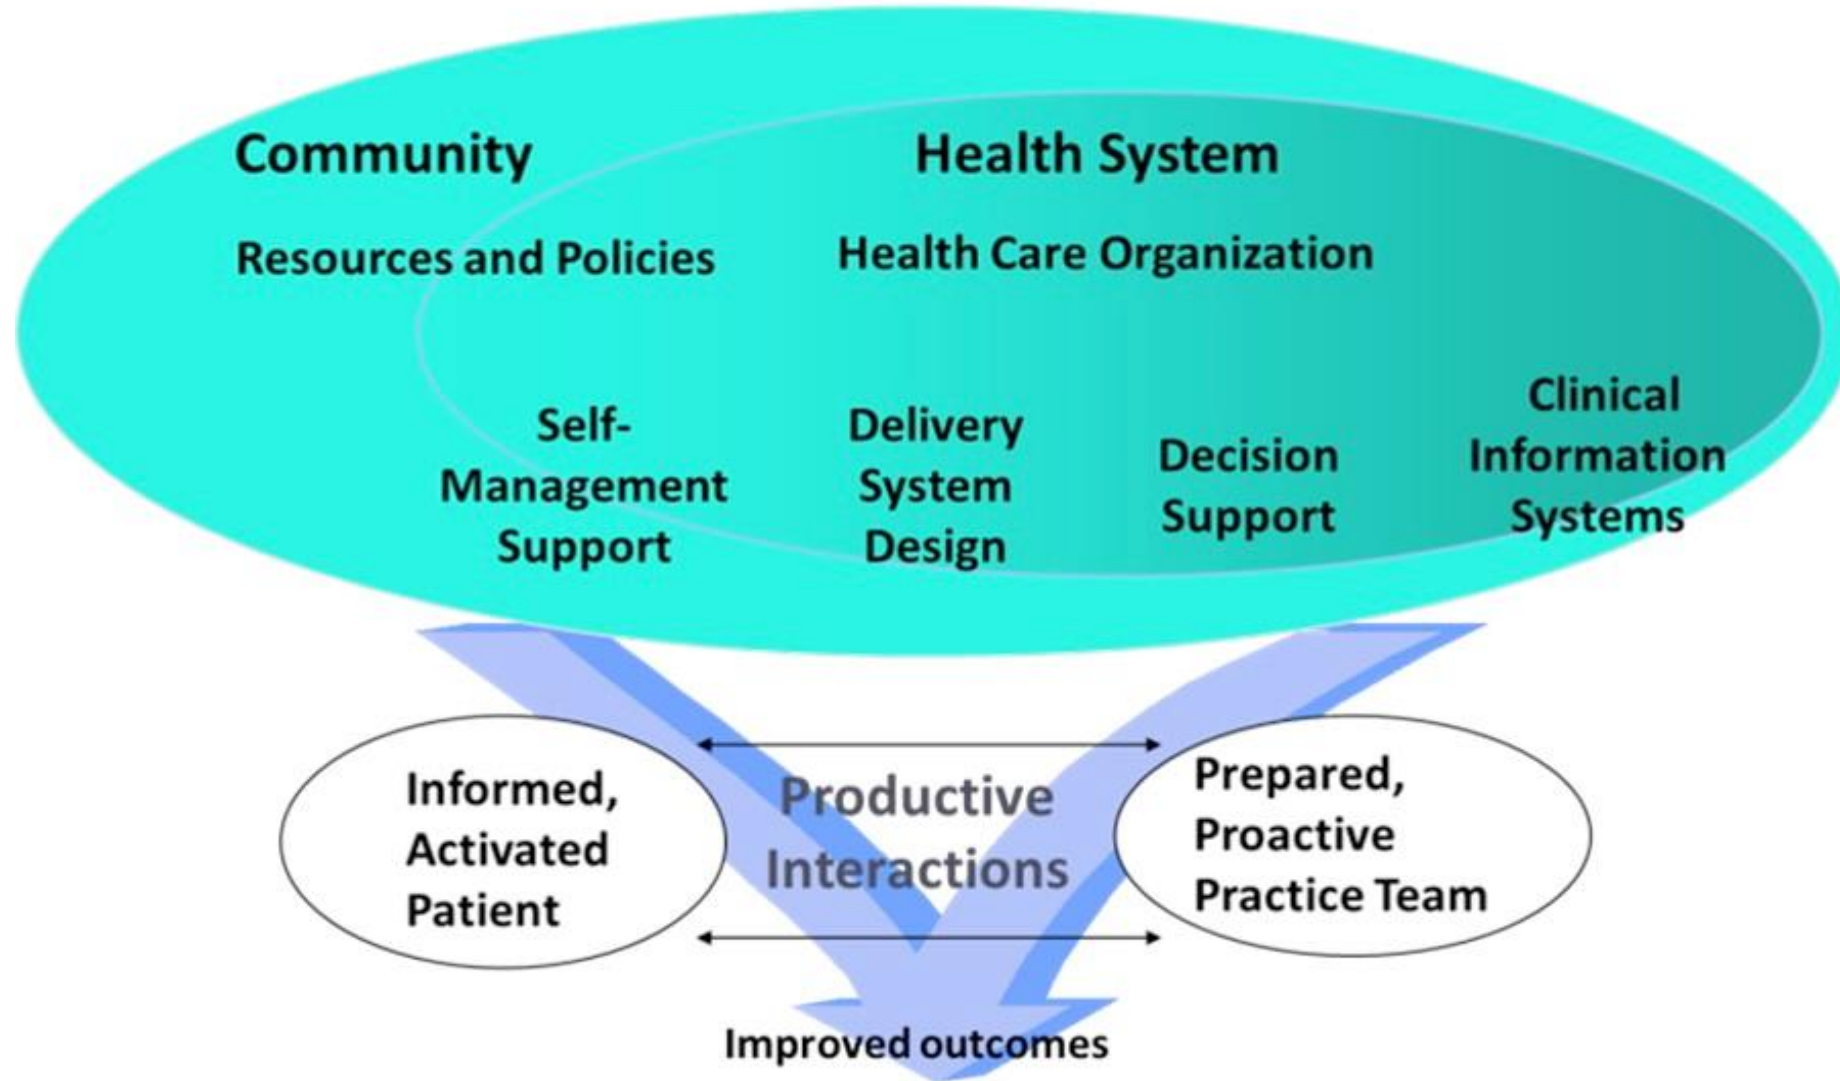 Community
Health System
Resources and Policies
Health Care Organization
Self-
Management
Support
Delivery
System
Design
Decision
Support
Clinical
Information
Systems
Informed,
Activated
Patient
Productive
Interactions
Prepared,
Proactive
Practice Team
Improved outcomes